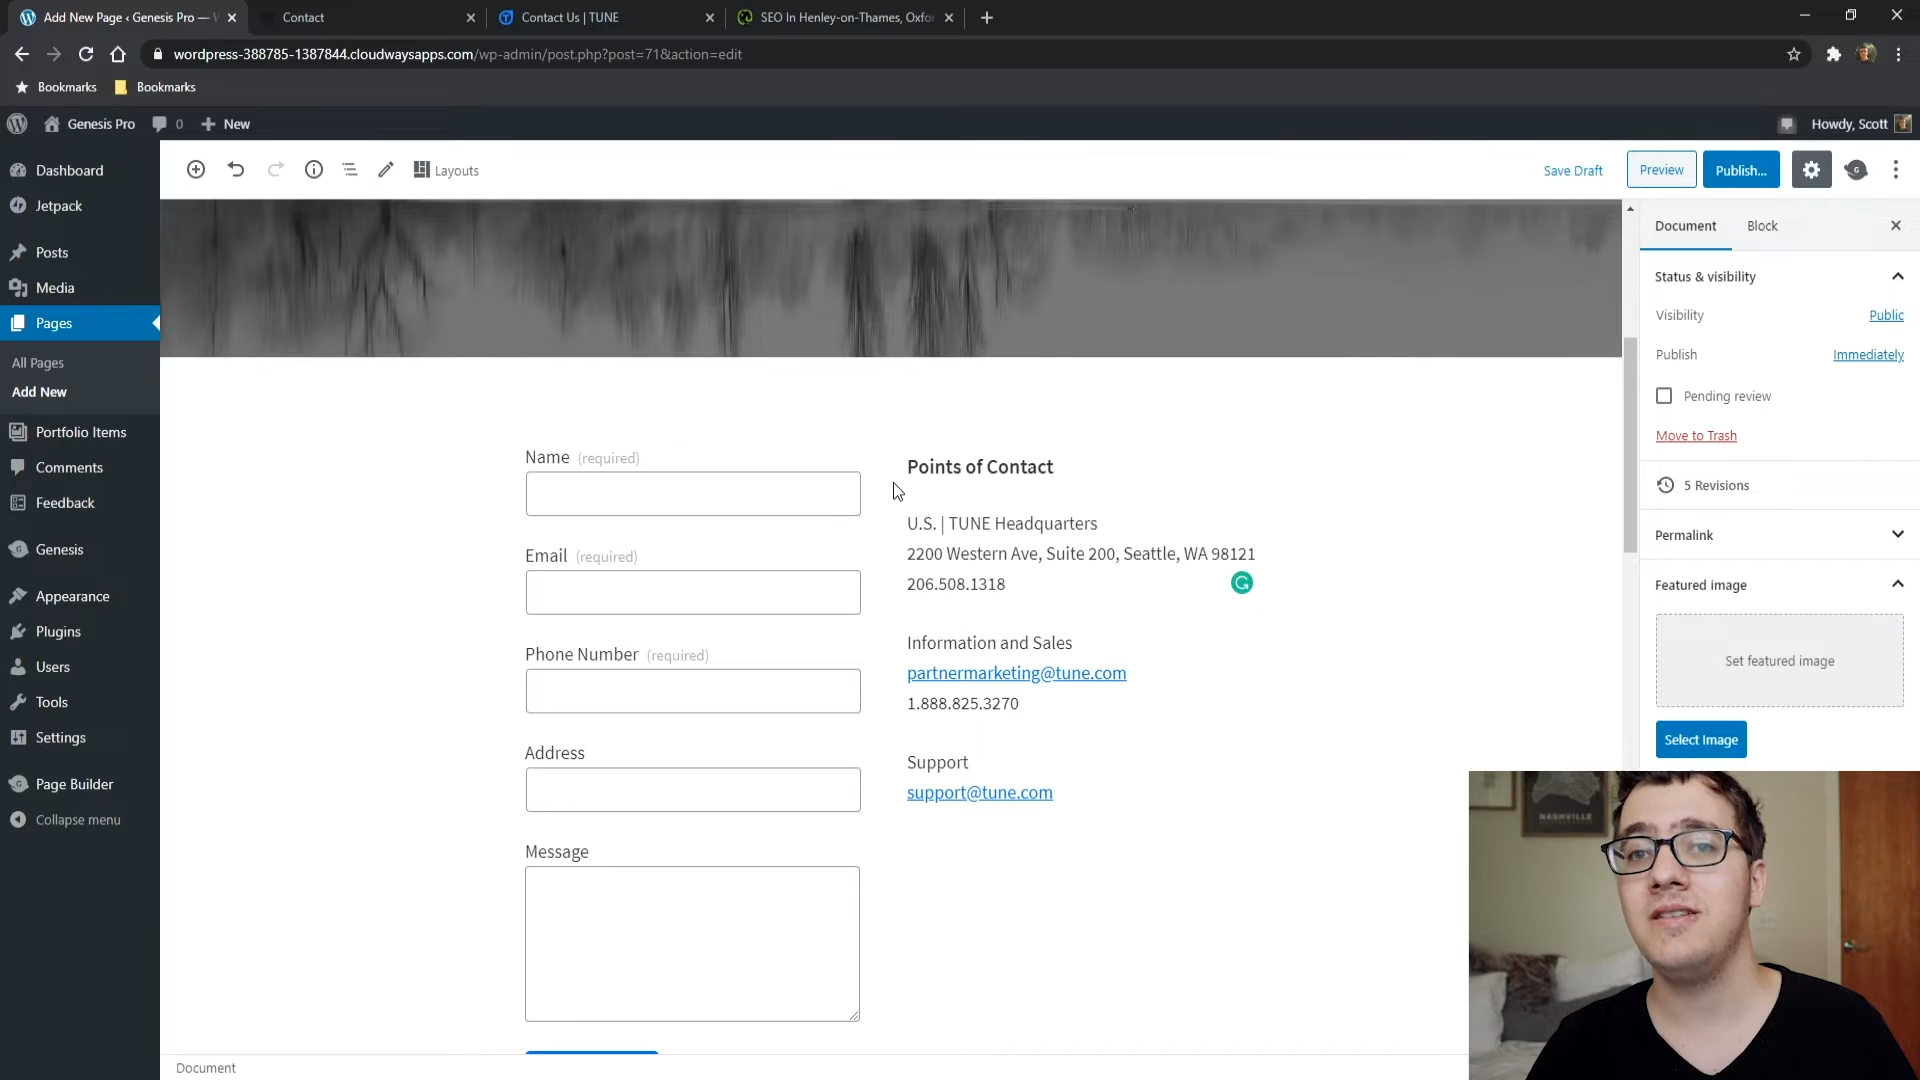 Add New Page ‹ Genesis Pro —
Contact
Contact Us | TUNE
SEO In Henley-on-Thames, Oxfo
wordpress-388785-1387844.cloudwaysapps.com/wp-admin/post.php?post=71&action=edit
Bookmarks
Bookmarks
Genesis Pro
0
New
Howdy, Scott
Dashboard
Jetpack
Posts
Media
Pages
All Pages
Add New
Portfolio Items
Comments
Feedback
Genesis
Appearance
Plugins
Users
Tools
Settings
Page Builder
Collapse menu
Layouts
Save Draft
Preview
Publish...
Name (required)
Email (required)
Phone Number (required)
Address
Message
Points of Contact
U.S. | TUNE Headquarters
2200 Western Ave, Suite 200, Seattle, WA 98121
206.508.1318
Information and Sales
partnermarketing@tune.com
1.888.825.3270
Support
support@tune.com
Document
Block
Status & visibility
Visibility
Public
Publish
Immediately
Pending review
Move to Trash
5 Revisions
Permalink
Featured image
Set featured image
Select Image
NASHVILLE
Document